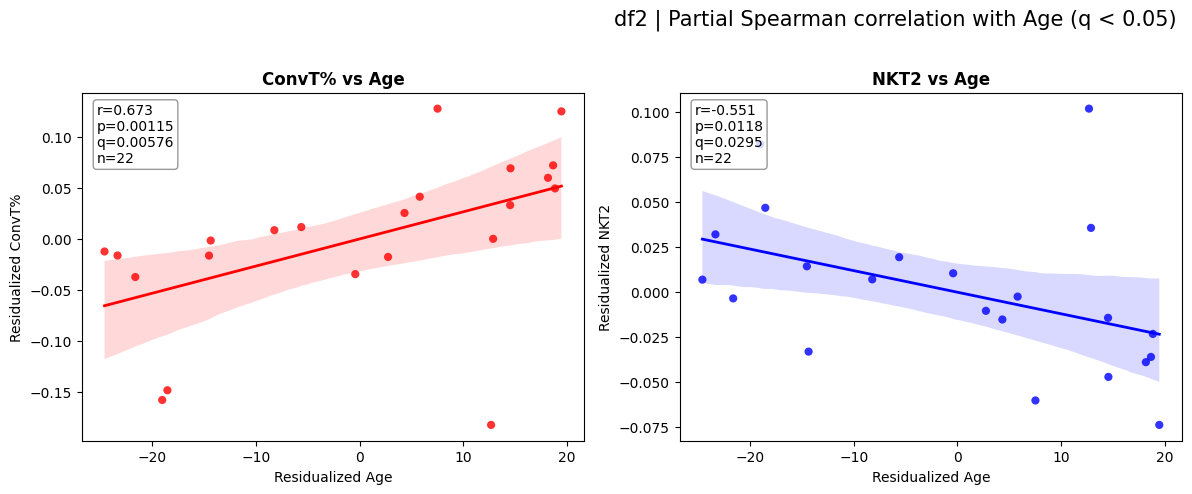 df2 | Partial Spearman correlation with Age (q < 0.05)
ConvT% vs Age
r=0.673
p=0.00115
q=0.00576
n=22
0.10
0.05
0.00
−0.05
−0.10
−0.15
Residualized ConvT%
−20
−10
0
10
20
Residualized Age
NKT2 vs Age
r=-0.551
p=0.0118
q=0.0295
n=22
0.100
0.075
0.050
0.025
0.000
−0.025
−0.050
−0.075
Residualized NKT2
−20
−10
0
10
20
Residualized Age